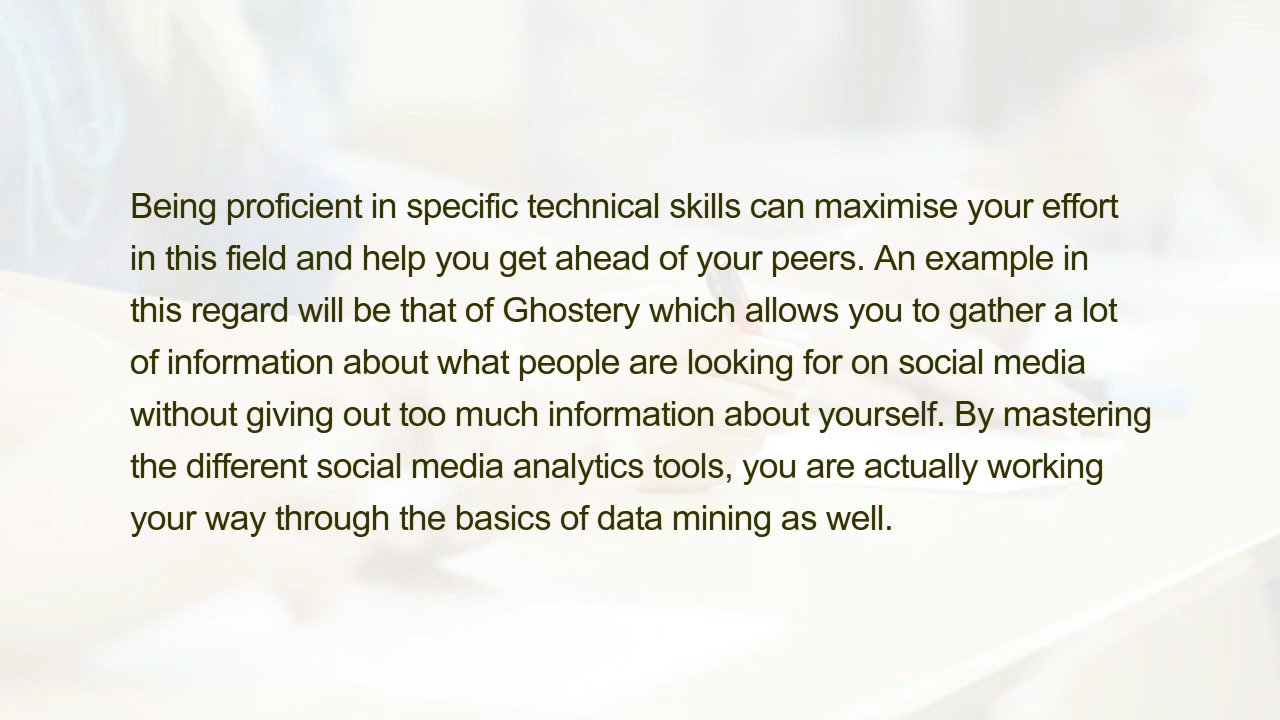 Being proficient in specific technical skills can maximise your effort
in this field and help you get ahead of your peers. An example in
this regard will be that of Ghostery which allows you to gather a lot
of information about what people are looking for on social media
without giving out too much information about yourself. By mastering
the different social media analytics tools, you are actually working
your way through the basics of data mining as well.